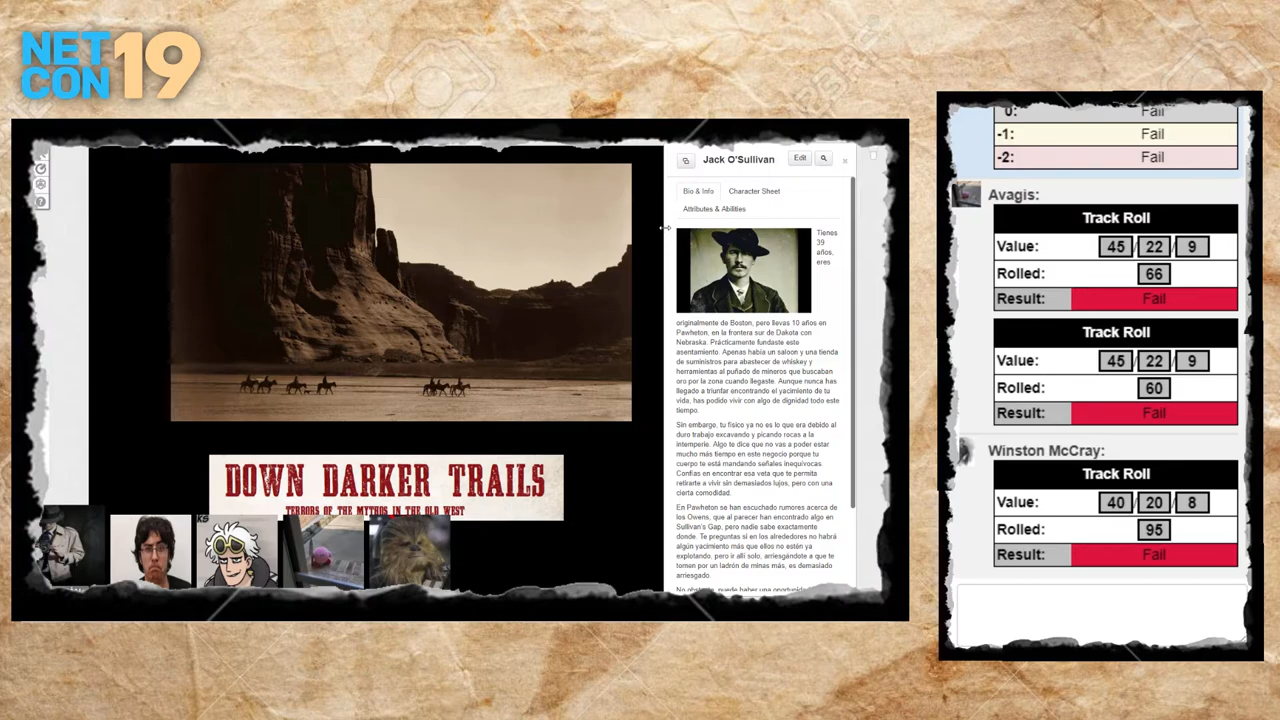 NET
CON
19
Jack O'Sullivan
Edit
Bio & Info
Character Sheet
Attributes & Abilities
Tienes
39
años,
eres
originalmente de Boston, pero llevas 10 años en
Pawheton, en la frontera sur de Dakota con
Nebraska. Prácticamente fundaste este
asentamiento. Apenas había un saloon y una tienda
de suministros para abastecer de whiskey y
herramientas al puñado de mineros que buscaban
oro por la zona cuando llegaste. Aunque nunca has
llegado a triunfar encontrando el yacimiento de tu
vida, has podido vivir con algo de dignidad todo este
tiempo.
Sin embargo, tu físico ya no es lo que era debido al
duro trabajo excavando y picando rocas a la
intemperie. Algo te dice que no vas a poder estar
mucho más tiempo en este negocio porque tu
cuerpo te está mandando señales inequívocas.
Confías en encontrar esa veta que te permita
retirarte a vivir sin demasiados lujos, pero con una
cierta comodidad.
En Pawheton se han escuchado rumores acerca de
los Owens, que al parecer han encontrado algo en
Sullivan's Gap, pero nadie sabe exactamente
donde. Te preguntas si en los alrededores no habrá
algún yacimiento más que ellos no estén ya
explotando, pero ir allí solo, arriesgándote a que te
tomen por un ladrón de minas más, es demasiado
arriesgado.
No obstante, puede haber una oportunidad
DOWN DARKER TRAILS
TERRORS OF THE MYTHOS IN THE OLD WEST
KS
0: Fail
-1: Fail
-2: Fail
Avagis:
Track Roll
Value: 45 / 22 / 9
Rolled: 66
Result: Fail
Track Roll
Value: 45 / 22 / 9
Rolled: 60
Result: Fail
Winston McCray:
Track Roll
Value: 40 / 20 / 8
Rolled: 95
Result: Fail